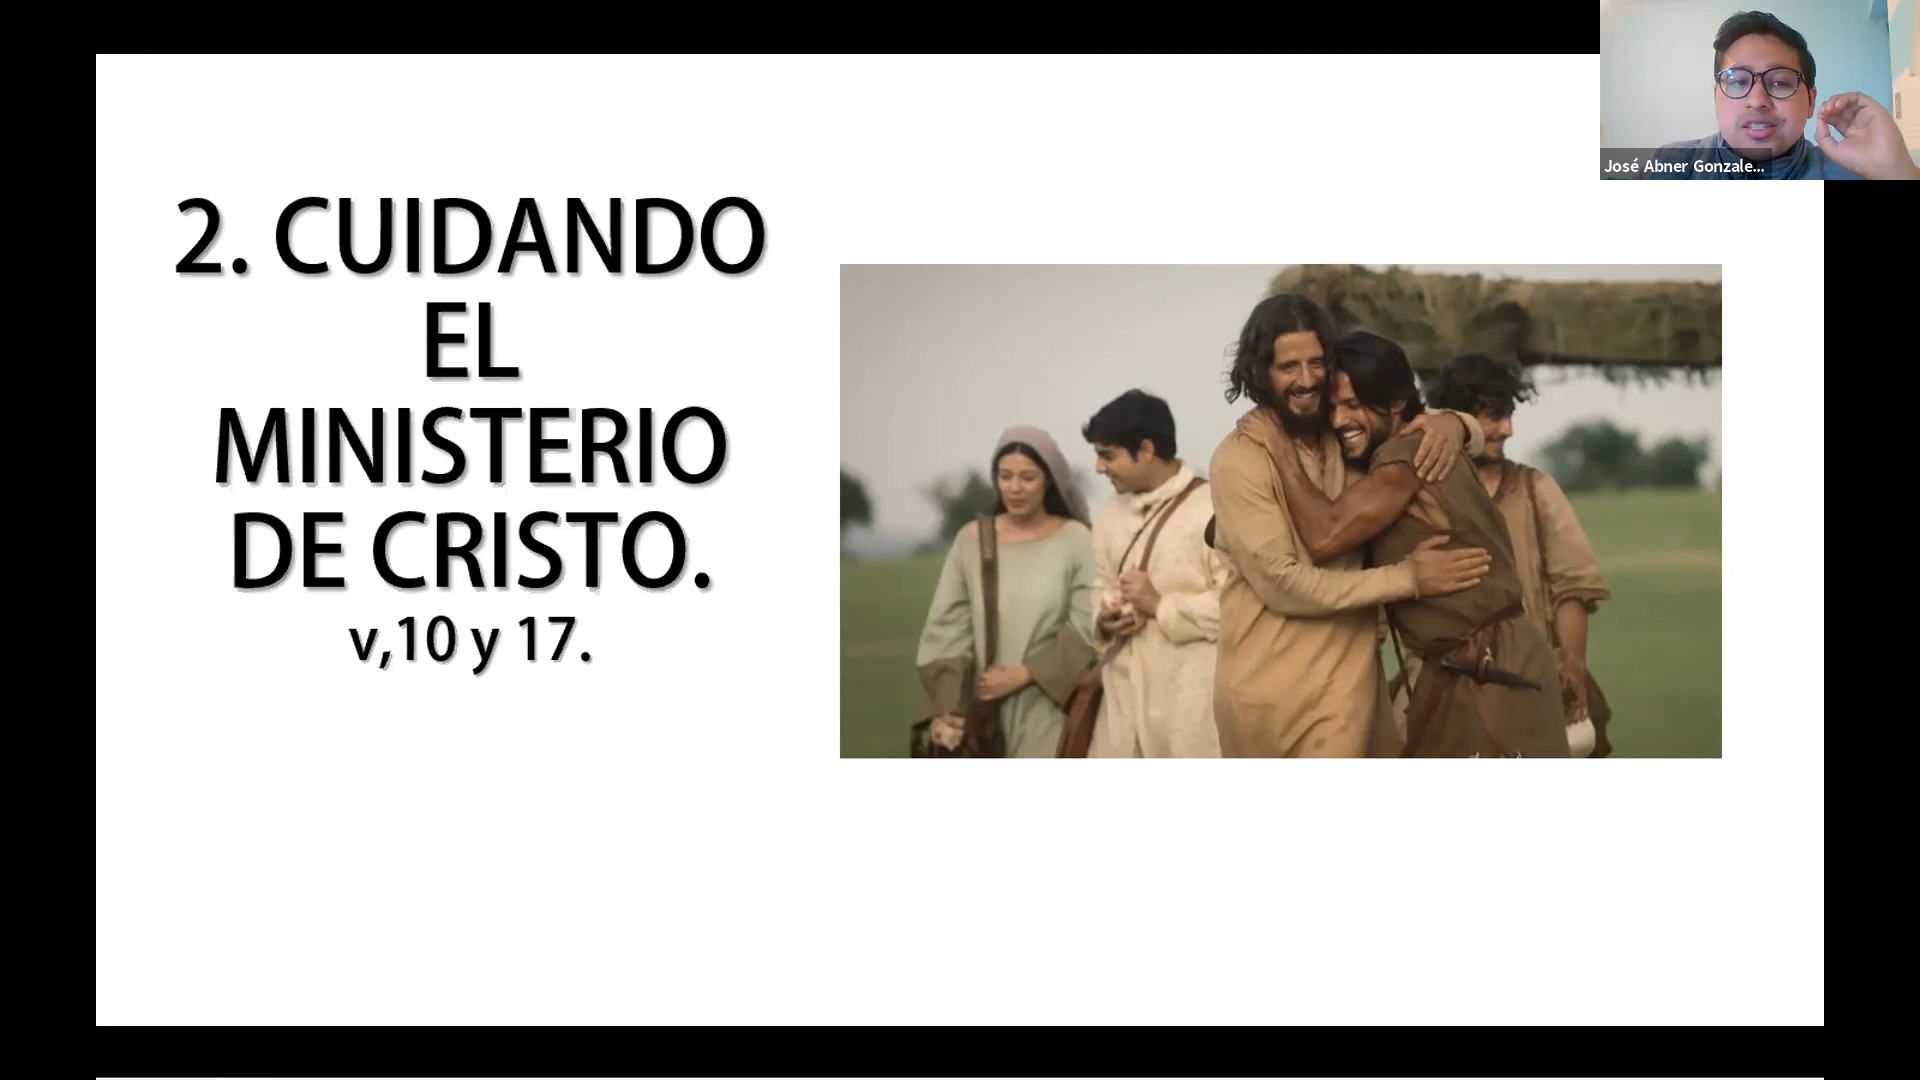 2. CUIDANDO
EL
MINISTERIO
DE CRISTO.
v,10 y 17.
José Abner Gonzale...